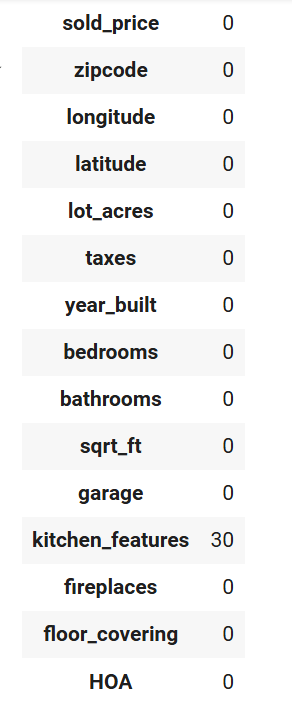 sold_price 0
zipcode 0
longitude 0
latitude 0
lot_acres 0
taxes 0
year_built 0
bedrooms 0
bathrooms 0
sqrt_ft 0
garage 0
kitchen_features 30
fireplaces 0
floor_covering 0
HOA 0